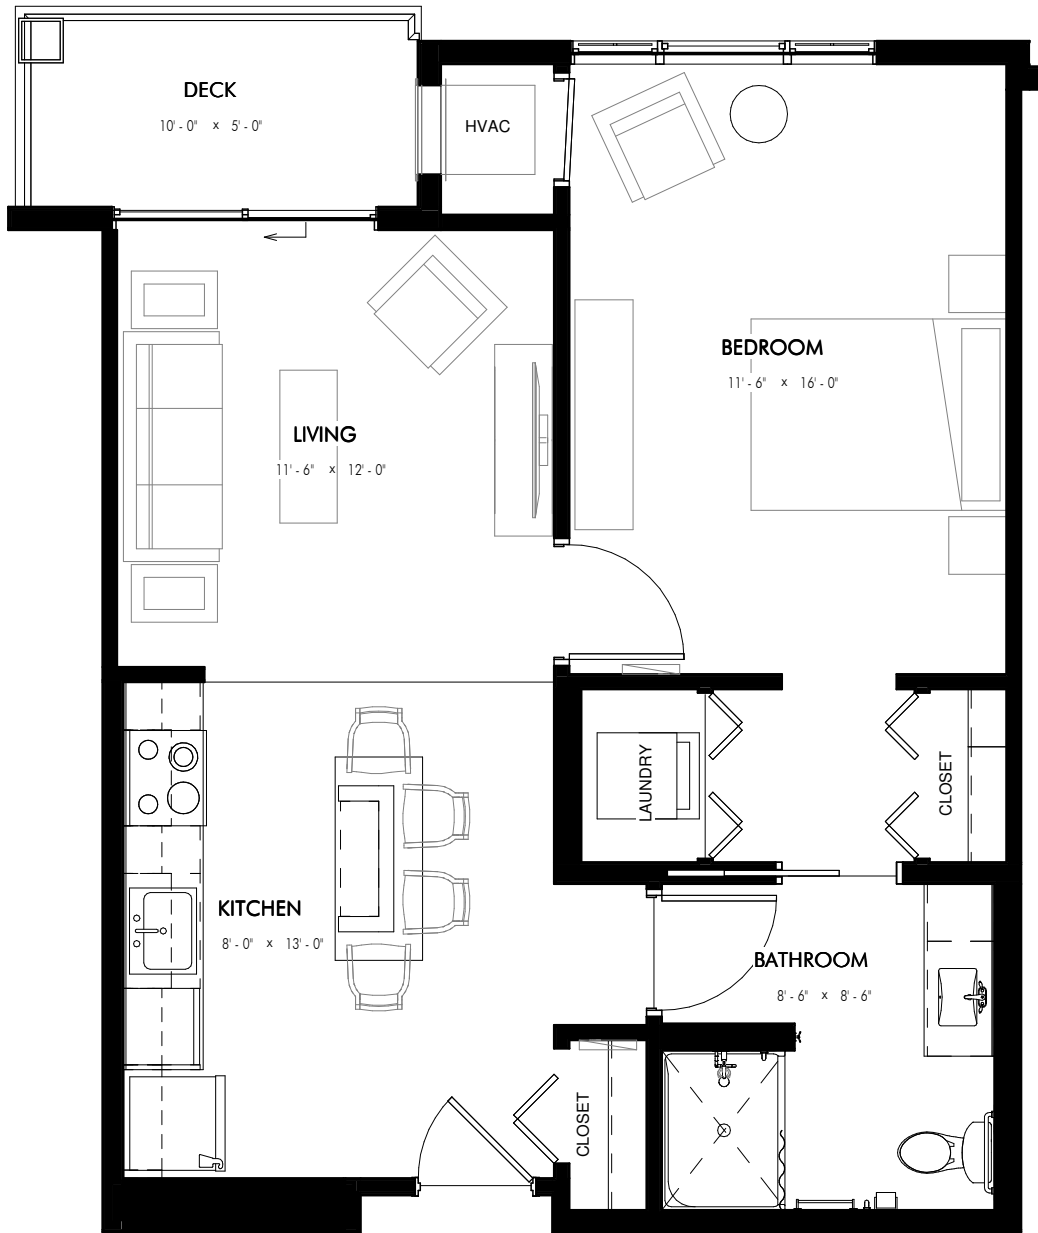 DECK
10' - 0" x 5' - 0"
HVAC
BEDROOM
11' - 6" x 16' - 0"
LIVING
11' - 6" x 12' - 0"
LAUNDRY
CLOSET
KITCHEN
8' - 0" x 13' - 0"
BATHROOM
8' - 6" x 8' - 6"
CLOSET